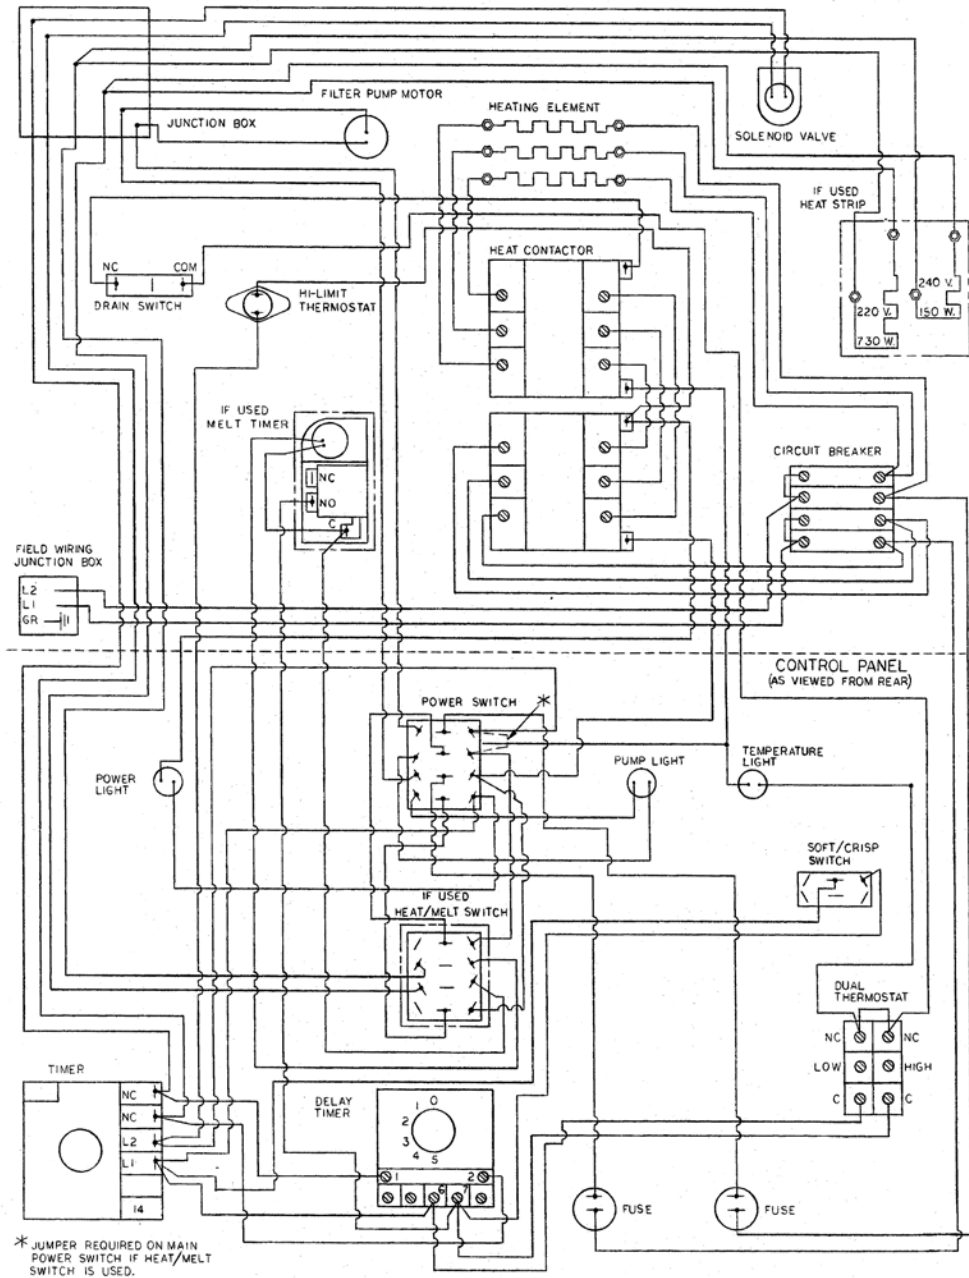 FILTER PUMP MOTOR
JUNCTION BOX
HEATING ELEMENT
SOLENOID VALVE
IF USED
HEAT STRIP
240 V.
150 W.
220 V.
730 W.
NC
COM
DRAIN SWITCH
HI-LIMIT
THERMOSTAT
HEAT CONTACTOR
IF USED
MELT TIMER
NC
NO
C
CIRCUIT BREAKER
FIELD WIRING
JUNCTION BOX
L2
L1
GR
CONTROL PANEL
(AS VIEWED FROM REAR)
POWER SWITCH
*
POWER
LIGHT
PUMP LIGHT
TEMPERATURE
LIGHT
SOFT/CRISP
SWITCH
IF USED
HEAT/MELT SWITCH
DUAL
THERMOSTAT
NC
NC
LOW
HIGH
C
C
TIMER
NC
NC
L2
L1
14
DELAY
TIMER
0
1
2
3
4
5
1
2
6
7
FUSE
FUSE
* JUMPER REQUIRED ON MAIN
POWER SWITCH IF HEAT/MELT
SWITCH IS USED.